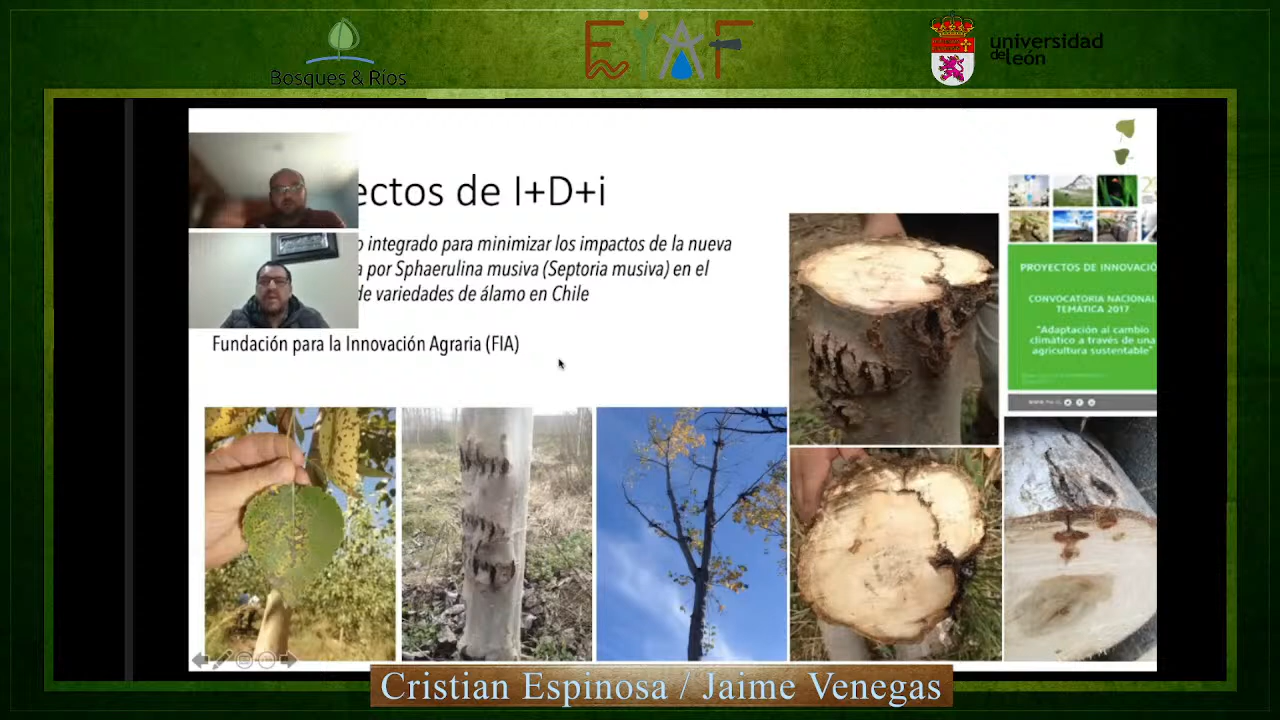 Bosques & Ríos
EIAF
universidad
de león
ectos de I+D+i
o integrado para minimizar los impactos de la nueva
a por Sphaerulina musiva (Septoria musiva) en el
de variedades de álamo en Chile
Fundación para la Innovación Agraria (FIA)
PROYECTOS DE INNOVACIÓ
CONVOCATORIA NACIONAL
TEMÁTICA 2017
"Adaptación al cambio
climático a través de una
agricultura sustentable"
Cristian Espinosa / Jaime Venegas